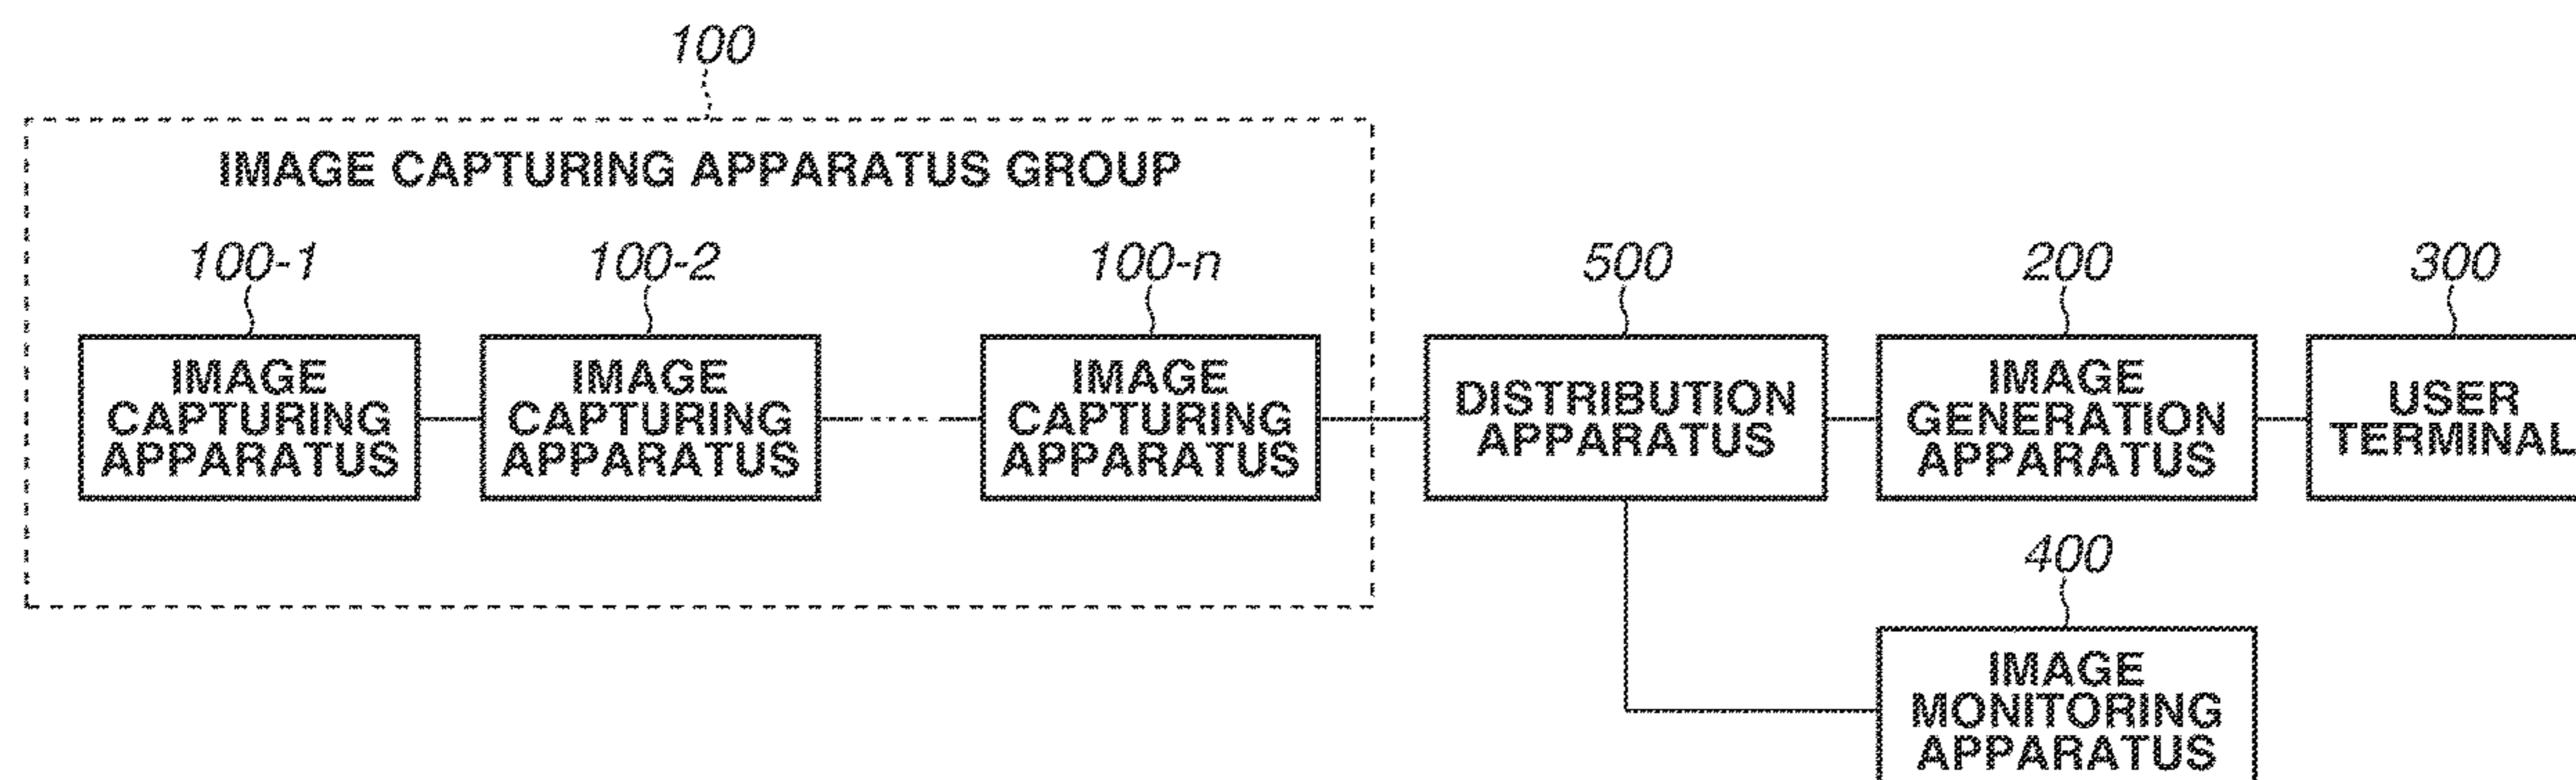 100
IMAGE CAPTURING APPARATUS GROUP
100-1
100-2
100-n
500
200
300
IMAGE
CAPTURING
APPARATUS
IMAGE
CAPTURING
APPARATUS
IMAGE
CAPTURING
APPARATUS
DISTRIBUTION
APPARATUS
IMAGE
GENERATION
APPARATUS
USER
TERMINAL
400
IMAGE
MONITORING
APPARATUS